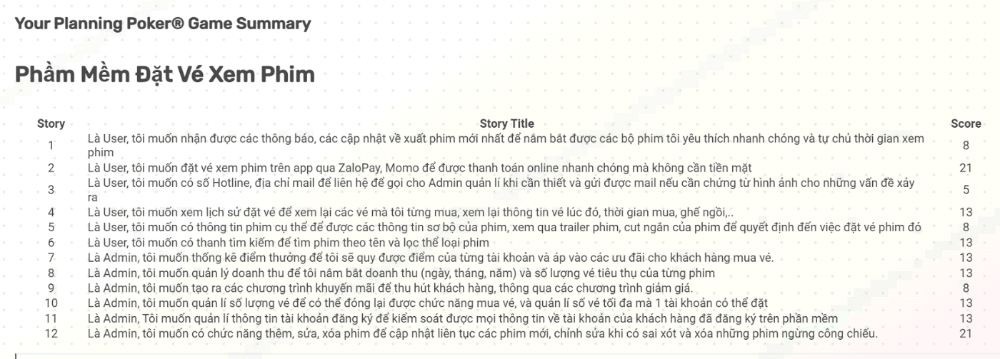 Your Planning Poker® Game Summary
Phầm Mềm Đặt Vé Xem Phim
Story Story Title Score
1 Là User, tôi muốn nhận được các thông báo, các cập nhật về xuất phim mới nhất để nắm bắt được các bộ phim tôi yêu thích nhanh chóng và tự chủ thời gian xem
phim 8
2 Là User, tôi muốn đặt vé xem phim trên app qua ZaloPay, Momo để được thanh toán online nhanh chóng mà không cần tiền mặt 21
3 Là User, tôi muốn có số Hotline, địa chỉ mail để liên hệ để gọi cho Admin quản lí khi cần thiết và gửi được mail nếu cần chứng từ hình ảnh cho những vấn đề xảy
ra 5
4 Là User, tôi muốn xem lịch sử đặt vé để xem lại các vé mà tôi từng mua, xem lại thông tin vé lúc đó, thời gian mua, ghế ngồi,.. 13
5 Là User, tôi muốn có thông tin phim cụ thể để được các thông tin sơ bộ của phim, xem qua trailer phim, cut ngắn của phim để quyết định đến việc đặt vé phim đó 8
6 Là User, tôi muốn có thanh tìm kiếm để tìm phim theo tên và lọc thể loại phim 13
7 Là Admin, tôi muốn thống kê điểm thưởng để tôi sẽ quy được điểm của từng tài khoản và áp vào các ưu đãi cho khách hàng mua vé. 13
8 Là Admin, tôi muốn quản lý doanh thu để tôi nắm bắt doanh thu (ngày, tháng, năm) và số lượng vé tiêu thụ của từng phim 13
9 Là Admin, tôi muốn tạo ra các chương trình khuyến mãi để thu hút khách hàng, thông qua các chương trình giảm giá. 8
10 Là Admin, tôi muốn quản lí số lượng vé để có thể đóng lại được chức năng mua vé, và quản lí số vé tối đa mà 1 tài khoản có thể đặt 13
11 Là Admin, Tôi muốn quản lí thông tin tài khoản đăng ký để kiểm soát được mọi thông tin về tài khoản của khách hàng đã đăng ký trên phần mềm 13
12 Là Admin, tôi muốn có chức năng thêm, sửa, xóa phim để cập nhật liên tục các phim mới, chỉnh sửa khi có sai xót và xóa những phim ngừng công chiếu. 21